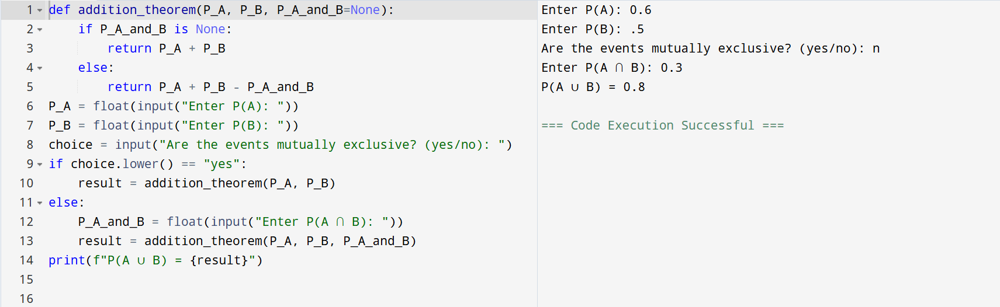 1 def addition_theorem(P_A, P_B, P_A_and_B=None):
2     if P_A_and_B is None:
3         return P_A + P_B
4     else:
5         return P_A + P_B - P_A_and_B
6 P_A = float(input("Enter P(A): "))
7 P_B = float(input("Enter P(B): "))
8 choice = input("Are the events mutually exclusive? (yes/no): ")
9 if choice.lower() == "yes":
10     result = addition_theorem(P_A, P_B)
11 else:
12     P_A_and_B = float(input("Enter P(A ∩ B): "))
13     result = addition_theorem(P_A, P_B, P_A_and_B)
14 print(f"P(A ∪ B) = {result}")
15
16
Enter P(A): 0.6
Enter P(B): .5
Are the events mutually exclusive? (yes/no): n
Enter P(A ∩ B): 0.3
P(A ∪ B) = 0.8
=== Code Execution Successful ===